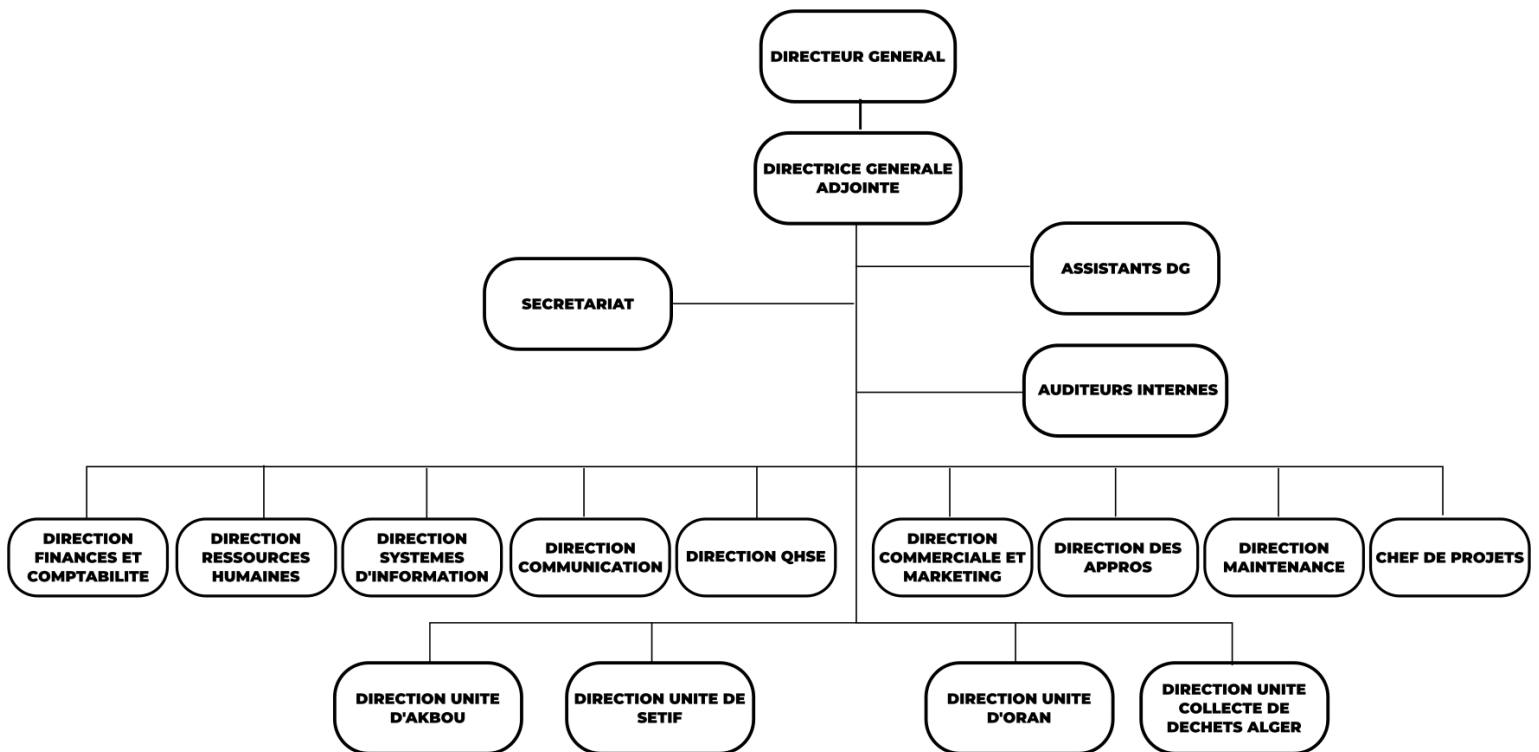 DIRECTEUR GENERAL
DIRECTRICE GENERALE
ADJOINTE
ASSISTANTS DG
SECRETARIAT
AUDITEURS INTERNES
DIRECTION
FINANCES ET
COMPTABILITE
DIRECTION
RESSOURCES
HUMAINES
DIRECTION
SYSTEMES
D'INFORMATION
DIRECTION
COMMUNICATION
DIRECTION QHSE
DIRECTION
COMMERCIALE ET
MARKETING
DIRECTION DES
APPROS
DIRECTION
MAINTENANCE
CHEF DE PROJETS
DIRECTION UNITE
D'AKBOU
DIRECTION UNITE DE
SETIF
DIRECTION UNITE
D'ORAN
DIRECTION UNITE
COLLECTE DE
DECHETS ALGER